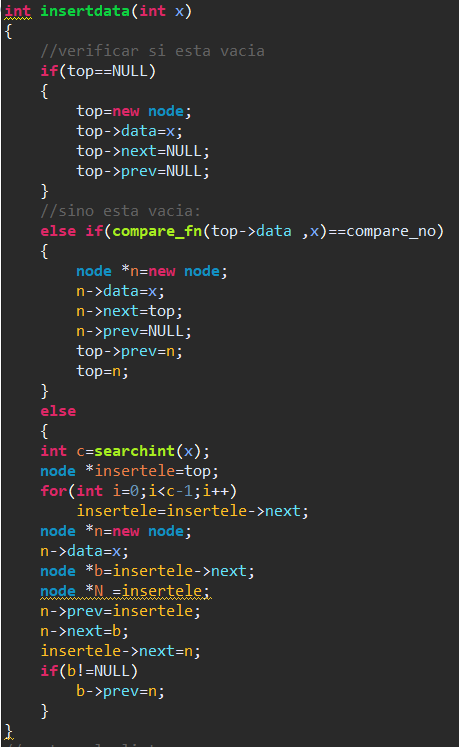 int insertdata(int x)
{
    //verificar si esta vacia
    if(top==NULL)
    {
        top=new node;
        top->data=x;
        top->next=NULL;
        top->prev=NULL;
    }
    //sino esta vacia:
    else if(compare_fn(top->data ,x)==compare_no)
    {
        node *n=new node;
        n->data=x;
        n->next=top;
        n->prev=NULL;
        top->prev=n;
        top=n;
    }
    else
    {
    int c=searchint(x);
    node *insertele=top;
    for(int i=0;i<c-1;i++)
        insertele=insertele->next;
    node *n=new node;
    n->data=x;
    node *b=insertele->next;
    node *N =insertele;
    n->prev=insertele;
    n->next=b;
    insertele->next=n;
    if(b!=NULL)
        b->prev=n;
    }
}